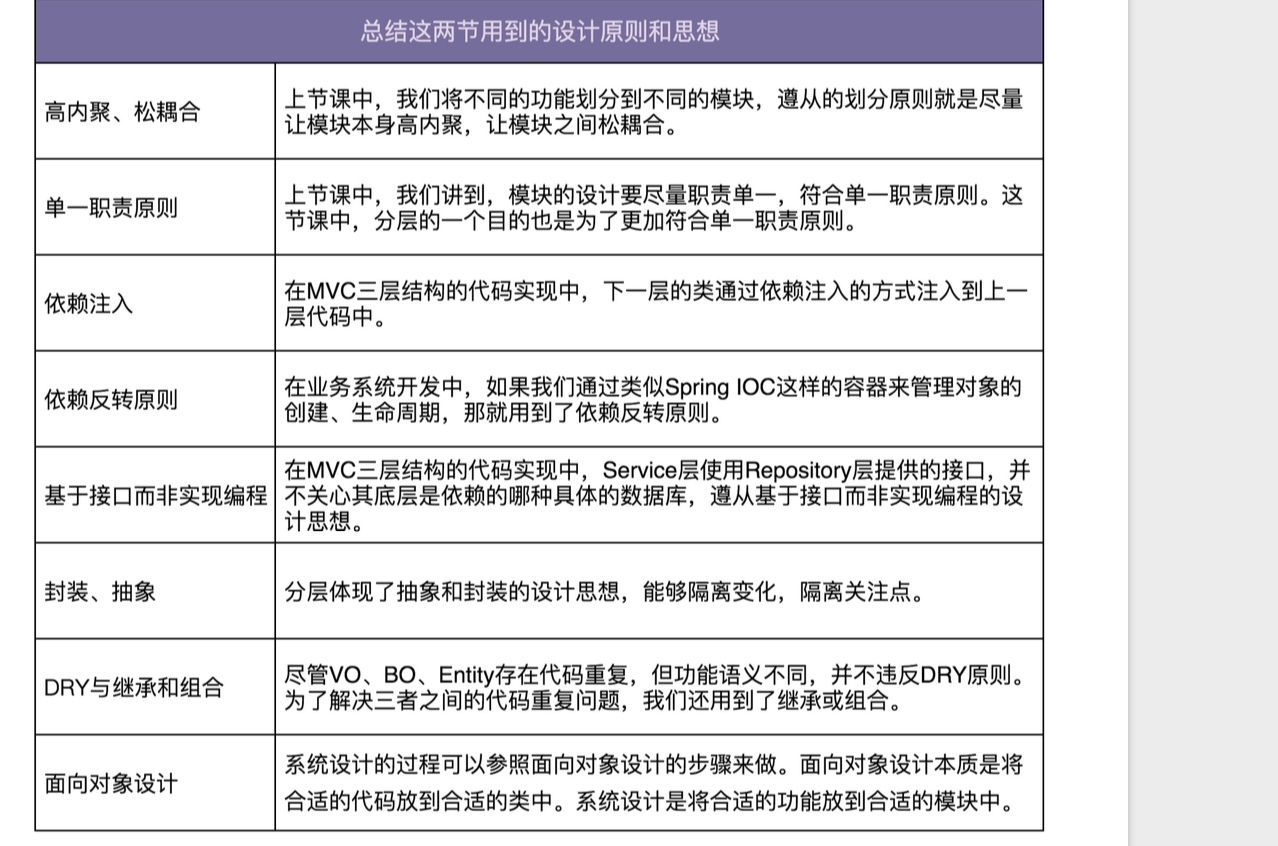 总结这两节用到的设计原则和思想
高内聚、松耦合
上节课中，我们将不同的功能划分到不同的模块，遵从的划分原则就是尽量
让模块本身高内聚，让模块之间松耦合。
单一职责原则
上节课中，我们讲到，模块的设计要尽量职责单一，符合单一职责原则。这
节课中，分层的一个目的也是为了更加符合单一职责原则。
依赖注入
在MVC三层结构的代码实现中，下一层的类通过依赖注入的方式注入到上一
层代码中。
依赖反转原则
在业务系统开发中，如果我们通过类似Spring IOC这样的容器来管理对象的
创建、生命周期，那就用到了依赖反转原则。
基于接口而非实现编程
在MVC三层结构的代码实现中，Service层使用Repository层提供的接口，并
不关心其底层是依赖的哪种具体的数据库，遵从基于接口而非实现编程的设
计思想。
封装、抽象
分层体现了抽象和封装的设计思想，能够隔离变化，隔离关注点。
DRY与继承和组合
尽管VO、BO、Entity存在代码重复，但功能语义不同，并不违反DRY原则。
为了解决三者之间的代码重复问题，我们还用到了继承或组合。
面向对象设计
系统设计的过程可以参照面向对象设计的步骤来做。面向对象设计本质是将
合适的代码放到合适的类中。系统设计是将合适的功能放到合适的模块中。